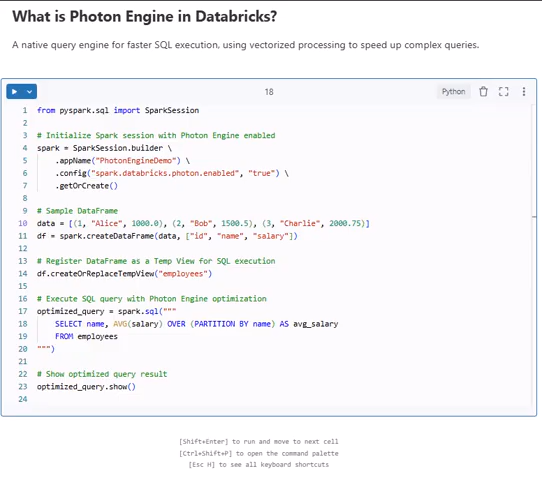 What is Photon Engine in Databricks?
A native query engine for faster SQL execution, using vectorized processing to speed up complex queries.
18
Python
1 from pyspark.sql import SparkSession
2
3 # Initialize Spark session with Photon Engine enabled
4 spark = SparkSession.builder \
5     .appName("PhotonEngineDemo") \
6     .config("spark.databricks.photon.enabled", "true") \
7     .getOrCreate()
8
9 # Sample DataFrame
10 data = [(1, "Alice", 1000.0), (2, "Bob", 1500.5), (3, "Charlie", 2000.75)]
11 df = spark.createDataFrame(data, ["id", "name", "salary"])
12
13 # Register DataFrame as a Temp View for SQL execution
14 df.createOrReplaceTempView("employees")
15
16 # Execute SQL query with Photon Engine optimization
17 optimized_query = spark.sql("""
18     SELECT name, AVG(salary) OVER (PARTITION BY name) AS avg_salary
19     FROM employees
20 """)
21
22 # Show optimized query result
23 optimized_query.show()
24
[Shift+Enter] to run and move to next cell
[Ctrl+Shift+P] to open the command palette
[Esc H] to see all keyboard shortcuts